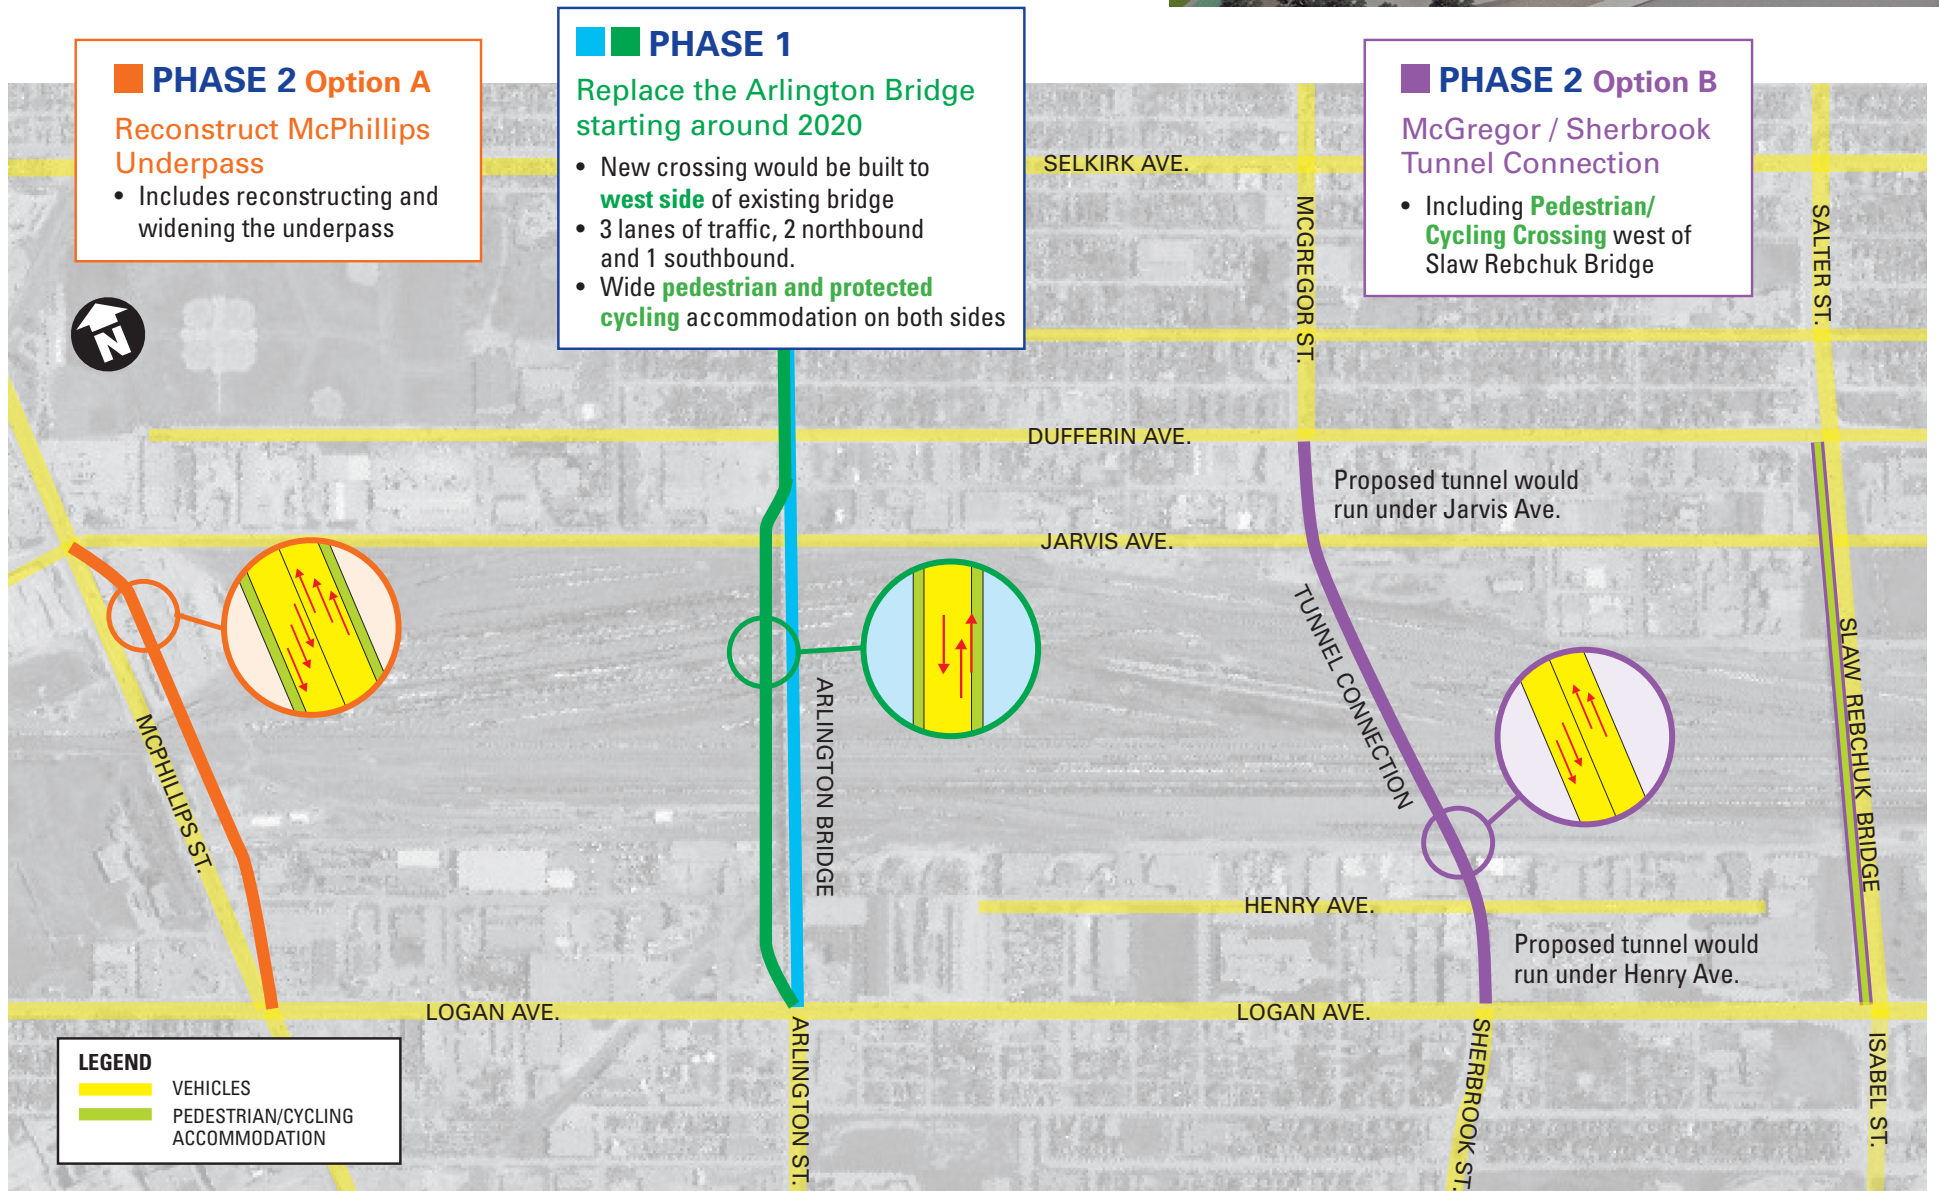 PHASE 2 Option A
Reconstruct McPhillips
Underpass
• Includes reconstructing and
widening the underpass
PHASE 1
Replace the Arlington Bridge
starting around 2020
• New crossing would be built to
west side of existing bridge
• 3 lanes of traffic, 2 northbound
and 1 southbound.
• Wide pedestrian and protected
cycling accommodation on both sides
PHASE 2 Option B
McGregor / Sherbrook
Tunnel Connection
• Including Pedestrian/
Cycling Crossing west of
Slaw Rebchuk Bridge
N
SELKIRK AVE.
MCGREGOR ST.
SALTER ST.
DUFFERIN AVE.
Proposed tunnel would
run under Jarvis Ave.
JARVIS AVE.
TUNNEL CONNECTION
SLAW REBCHUK BRIDGE
ARLINGTON BRIDGE
MCPHILLIPS ST.
HENRY AVE.
Proposed tunnel would
run under Henry Ave.
LOGAN AVE.
LOGAN AVE.
ARLINGTON ST.
SHERBROOK ST.
ISABEL ST.
LEGEND
VEHICLES
PEDESTRIAN/CYCLING
ACCOMMODATION